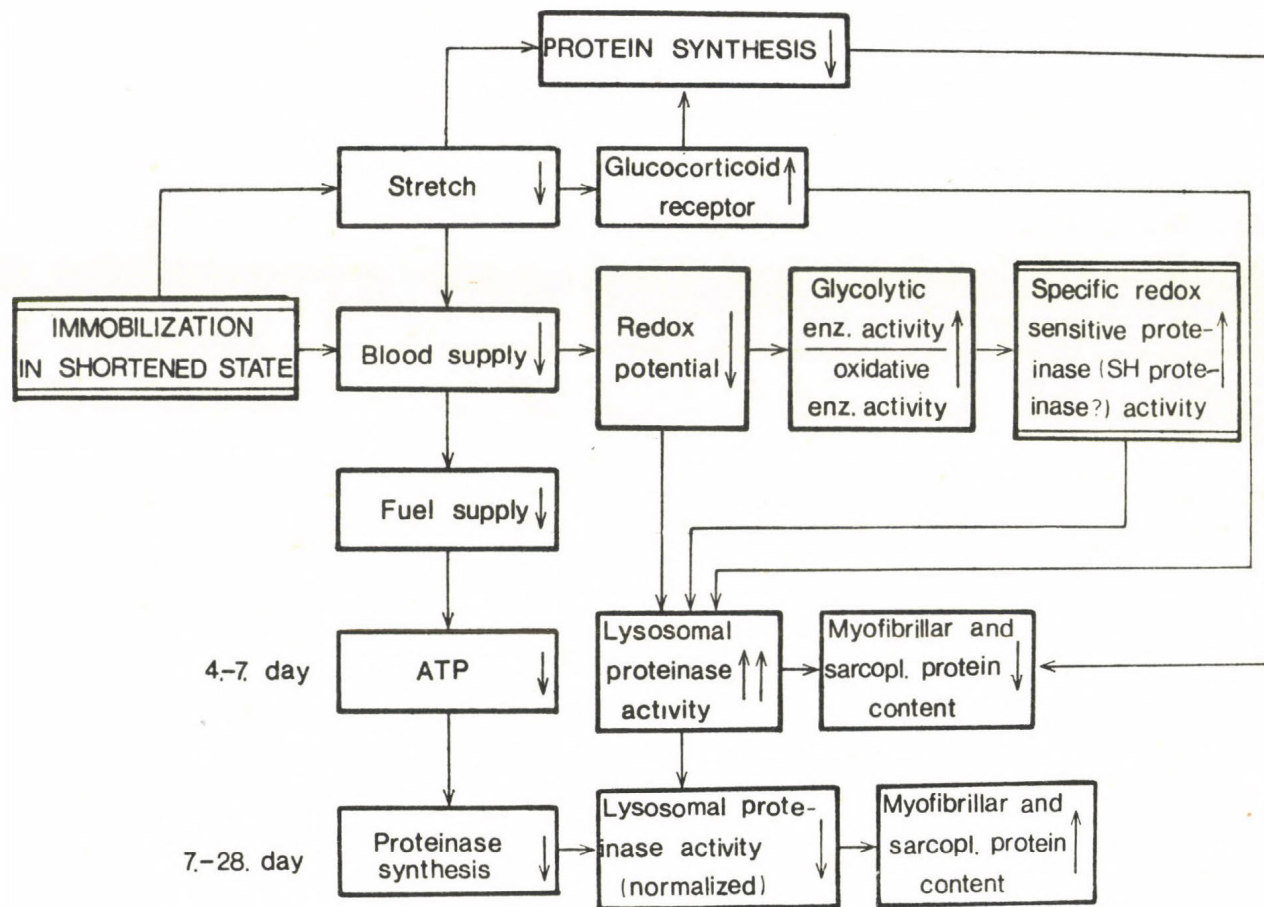 PROTEIN SYNTHESIS
Stretch
Glucocorticoid
receptor
IMMOBILIZATION
IN SHORTENED STATE
Blood supply
Redox
potential
Glycolytic
enz. activity
oxidative
enz. activity
Specific redox
sensitive prote-
inase (SH prote-
inase?) activity
Fuel supply
4.-7. day
ATP
Lysosomal
proteinase
activity
Myofibrillar and
sarcopl. protein
content
7.-28. day
Proteinase
synthesis
Lysosomal prote-
inase activity
(normalized)
Myofibrillar and
sarcopl. protein
content